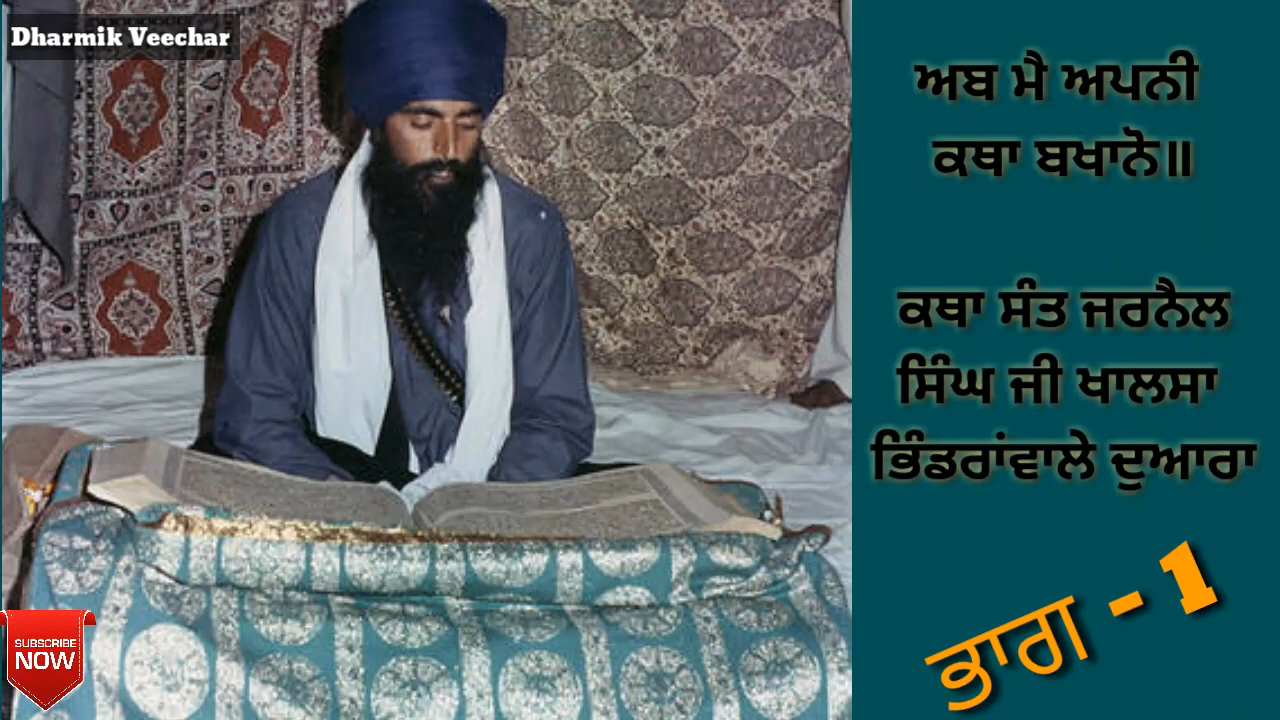 Dharmik Veechar
ਅਬ ਮੈ ਅਪਨੀ
ਕਥਾ ਬਖਾਨੋ॥
ਕਥਾ ਸੰਤ ਜਰਨੈਲ
ਸਿੰਘ ਜੀ ਖਾਲਸਾ
ਭਿੰਡਰਾਂਵਾਲੇ ਦੁਆਰਾ
ਭਾਗ - 1
SUBSCRIBE
NOW